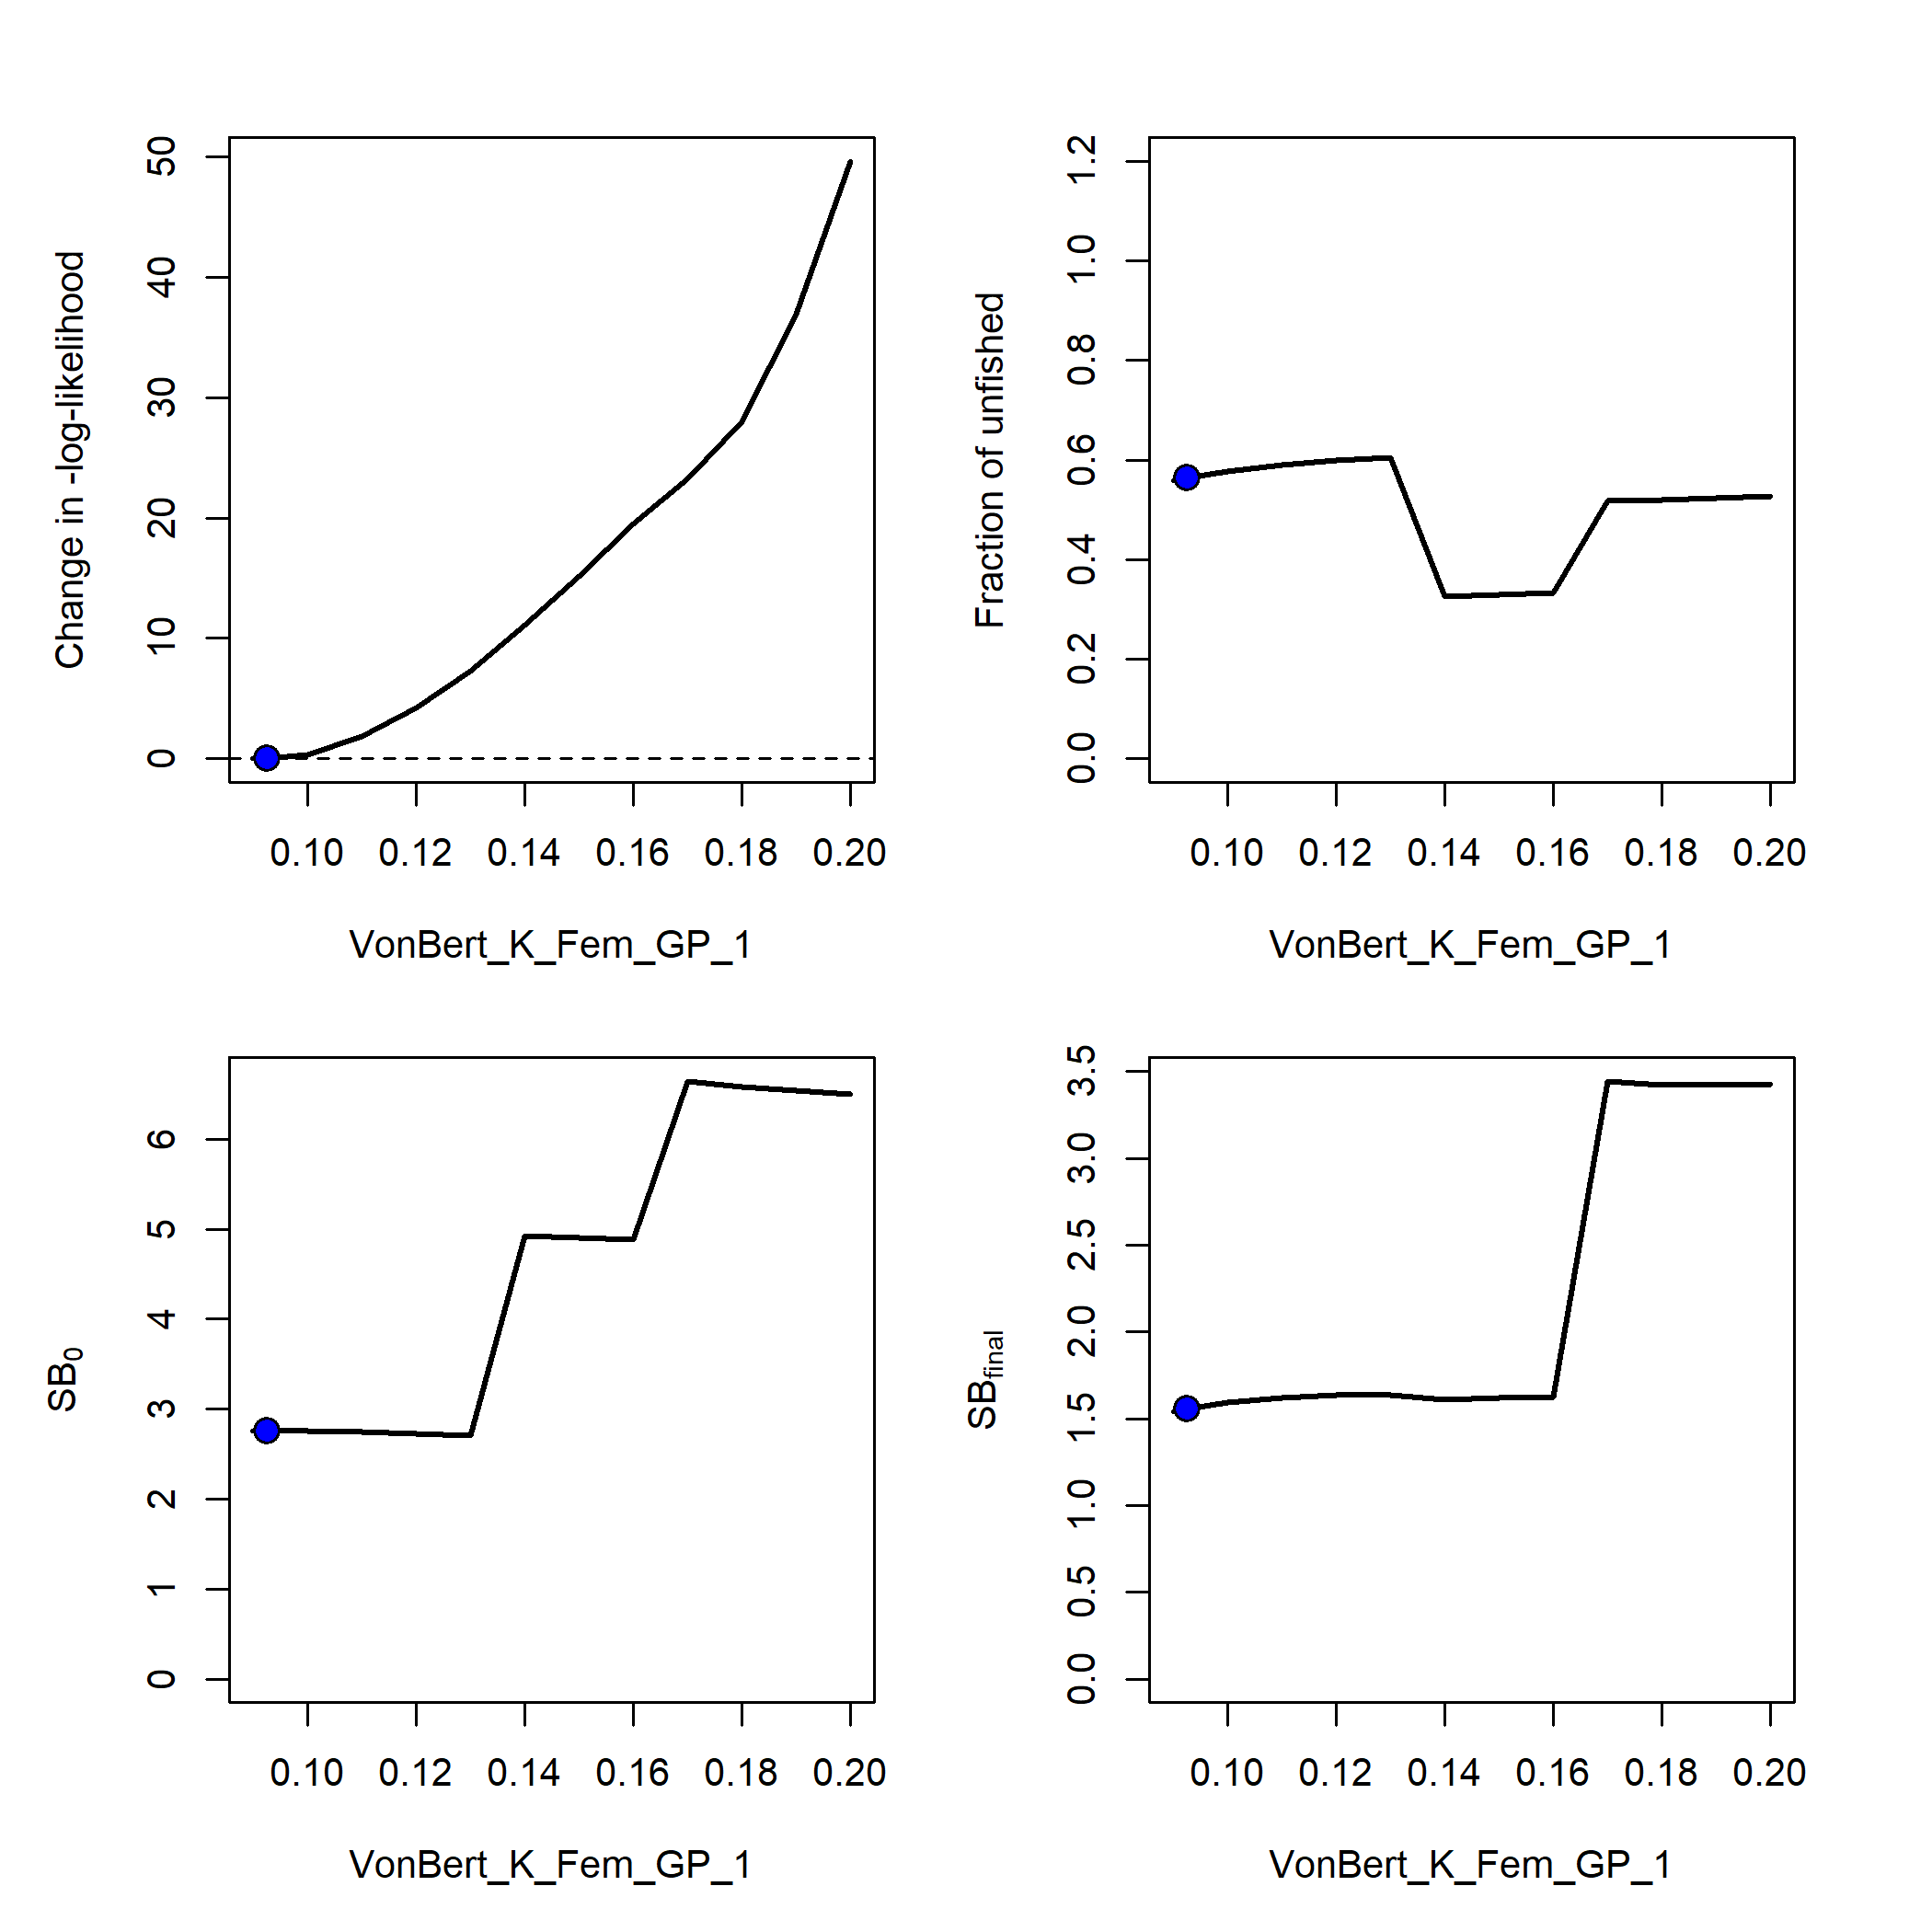 Change in -log-likelihood
0 10 20 30 40 50
0.10 0.12 0.14 0.16 0.18 0.20
VonBert_K_Fem_GP_1
Fraction of unfished
0.0 0.2 0.4 0.6 0.8 1.0 1.2
0.10 0.12 0.14 0.16 0.18 0.20
VonBert_K_Fem_GP_1
SB0
0 1 2 3 4 5 6
0.10 0.12 0.14 0.16 0.18 0.20
VonBert_K_Fem_GP_1
SBfinal
0.0 0.5 1.0 1.5 2.0 2.5 3.0 3.5
0.10 0.12 0.14 0.16 0.18 0.20
VonBert_K_Fem_GP_1